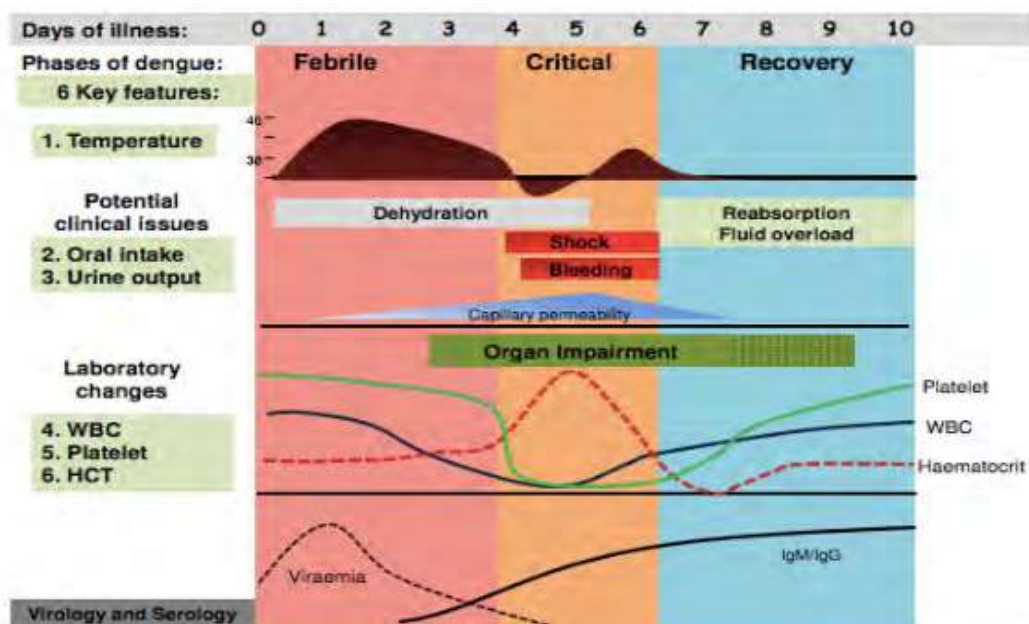 Days of illness: 0 1 2 3 4 5 6 7 8 9 10
Phases of dengue: Febrile Critical Recovery
6 Key features:
40
1. Temperature
30
Potential
clinical issues
Dehydration
Reabsorption
Fluid overload
2. Oral intake
3. Urine output
Shock
Bleeding
Capillary permeability
Organ Impairment
Laboratory
changes
Platelet
WBC
Haematocrit
4. WBC
5. Platelet
6. HCT
Viraemia
IgM/IgG
Virology and Serology